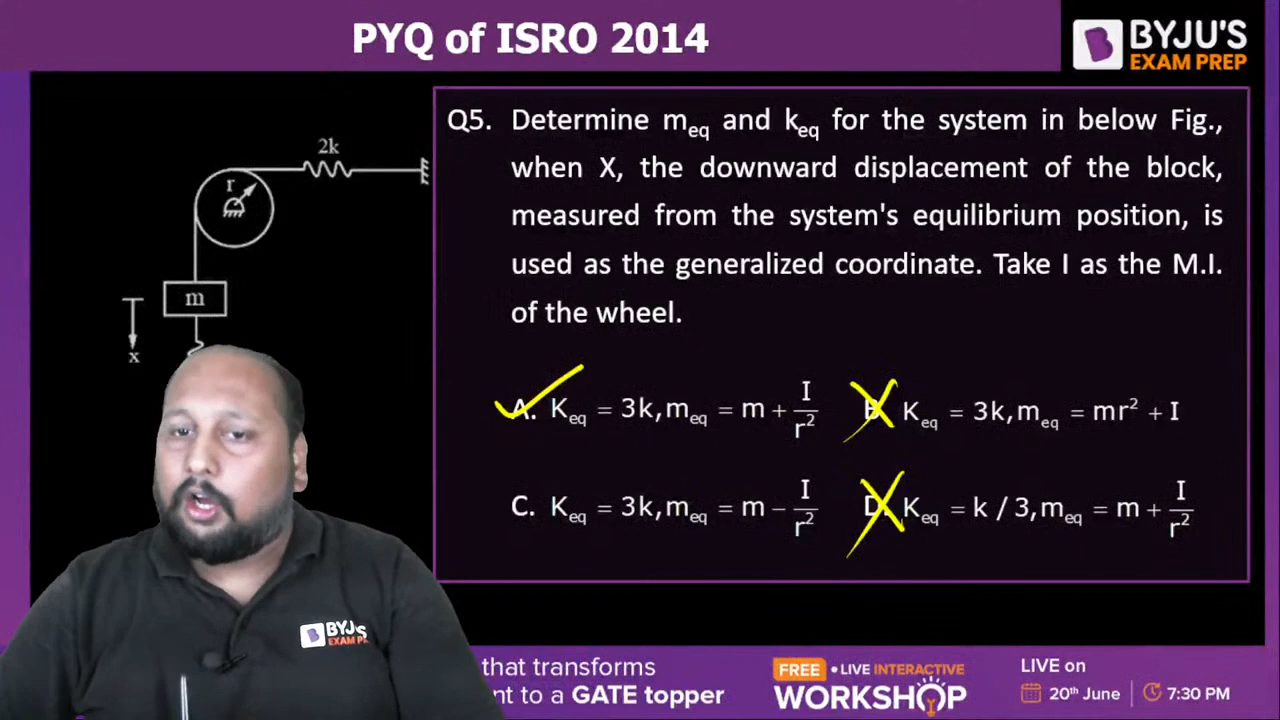 PYQ of ISRO 2014
BYJU'S
EXAM PREP
2k
r
m
x
Q5. Determine m_eq and k_eq for the system in below Fig.,
when X, the downward displacement of the block,
measured from the system's equilibrium position, is
used as the generalized coordinate. Take I as the M.I.
of the wheel.
A. K_eq = 3k, m_eq = m + I/r²
B. K_eq = 3k, m_eq = mr² + I
C. K_eq = 3k, m_eq = m − I/r²
D. K_eq = k / 3, m_eq = m + I/r²
BYJU'S
EXAM PREP
that transforms
nt to a GATE topper
FREE • LIVE INTERACTIVE
WORKSHOP
LIVE on
20th June | 7:30 PM